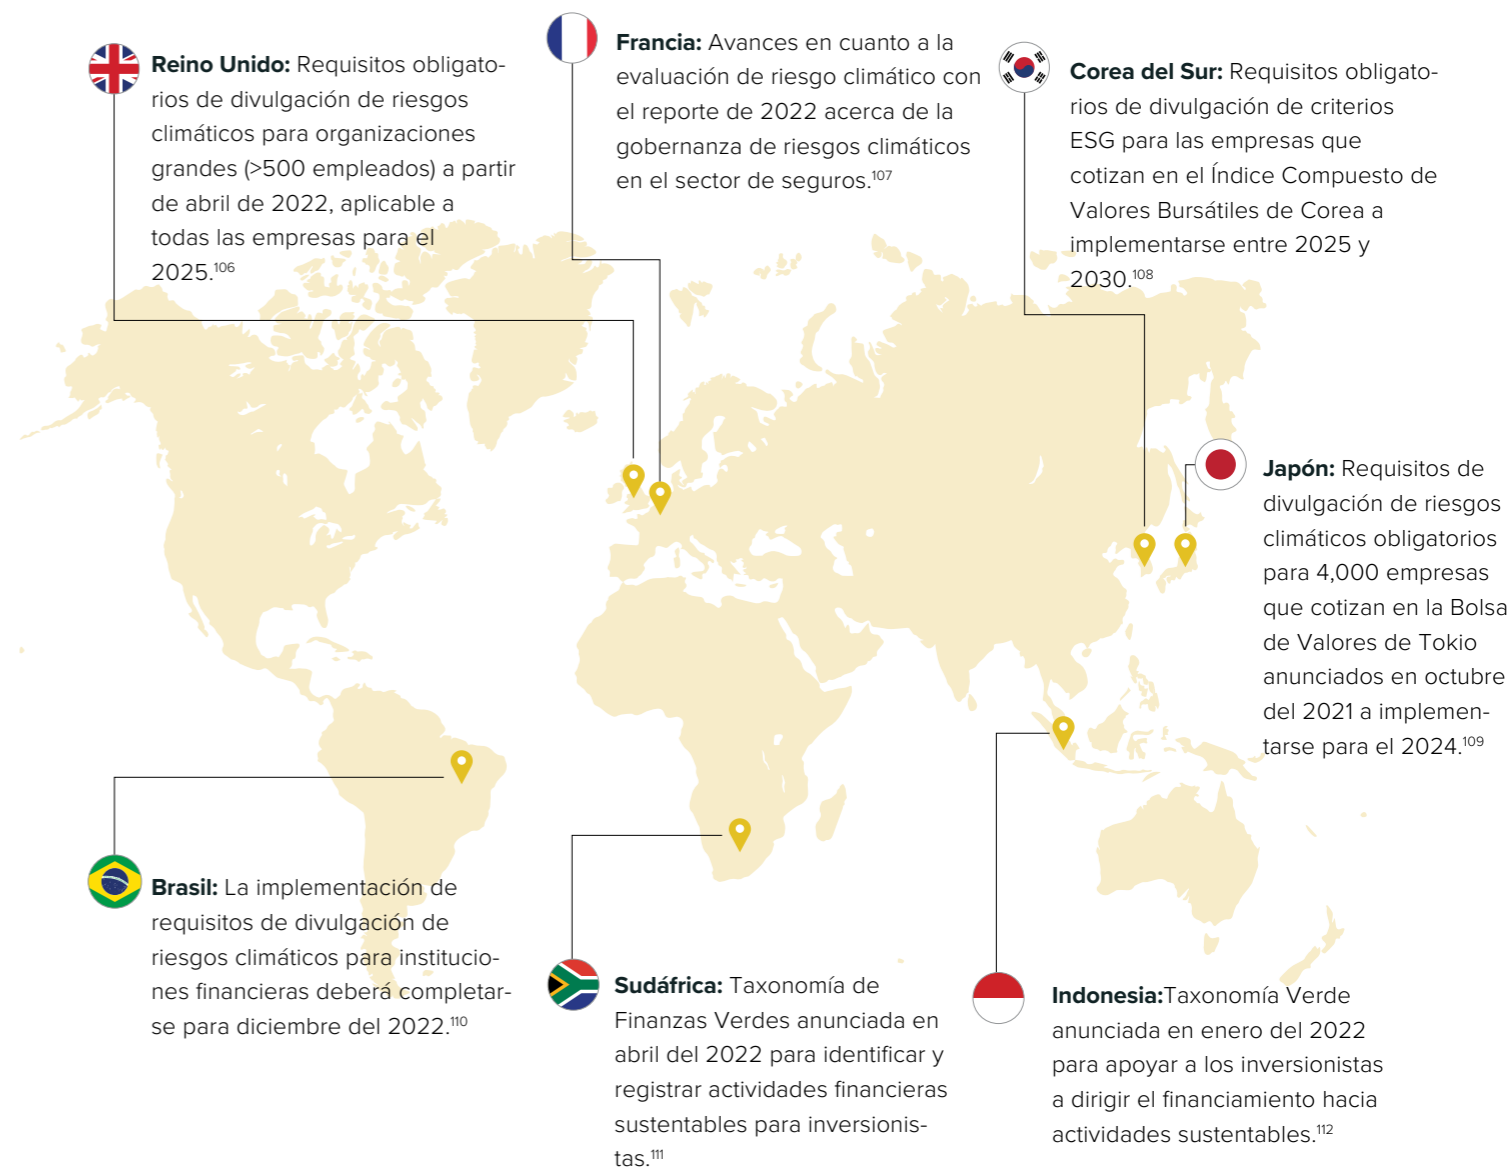 Reino Unido: Requisitos obligato-
rios de divulgación de riesgos
climáticos para organizaciones
grandes (>500 empleados) a partir
de abril de 2022, aplicable a
todas las empresas para el
2025.106
Francia: Avances en cuanto a la
evaluación de riesgo climático con
el reporte de 2022 acerca de la
gobernanza de riesgos climáticos
en el sector de seguros.107
Corea del Sur: Requisitos obligato-
rios de divulgación de criterios
ESG para las empresas que
cotizan en el Índice Compuesto de
Valores Bursátiles de Corea a
implementarse entre 2025 y
2030.108
Japón: Requisitos de
divulgación de riesgos
climáticos obligatorios
para 4,000 empresas
que cotizan en la Bolsa
de Valores de Tokio
anunciados en octubre
del 2021 a implemen-
tarse para el 2024.109
Brasil: La implementación de
requisitos de divulgación de
riesgos climáticos para institucio-
nes financieras deberá completar-
se para diciembre del 2022.110
Sudáfrica: Taxonomía de
Finanzas Verdes anunciada en
abril del 2022 para identificar y
registrar actividades financieras
sustentables para inversionis-
tas.111
Indonesia:Taxonomía Verde
anunciada en enero del 2022
para apoyar a los inversionistas
a dirigir el financiamiento hacia
actividades sustentables.112